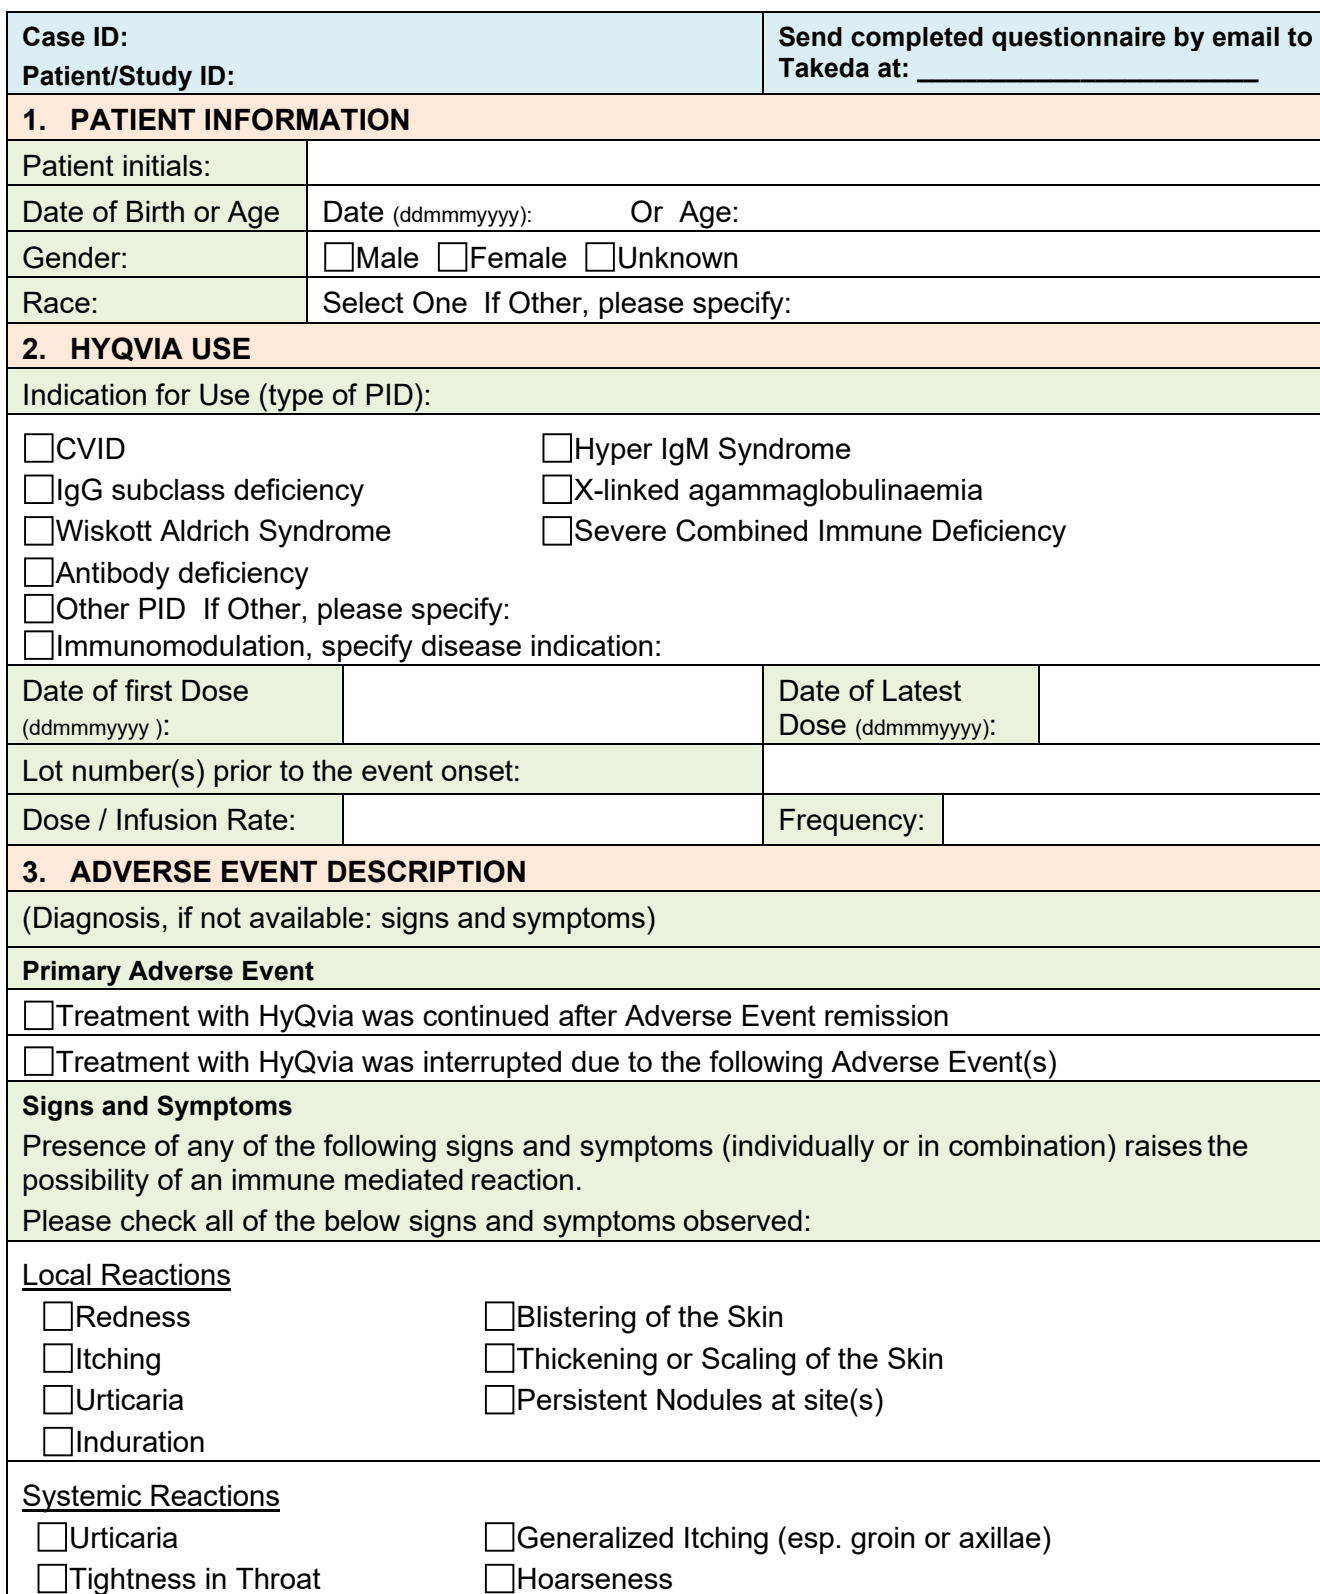 Case ID:
Patient/Study ID:
Send completed questionnaire by email to
Takeda at: _______________________
1. PATIENT INFORMATION
Patient initials:
Date of Birth or Age
Date (ddmmmyyyy): Or Age:
Gender:
Male Female Unknown
Race:
Select One If Other, please specify:
2. HYQVIA USE
Indication for Use (type of PID):
CVID
Hyper IgM Syndrome
IgG subclass deficiency
X-linked agammaglobulinaemia
Wiskott Aldrich Syndrome
Severe Combined Immune Deficiency
Antibody deficiency
Other PID If Other, please specify:
Immunomodulation, specify disease indication:
Date of first Dose
(ddmmmyyyy ):
Date of Latest
Dose (ddmmmyyyy):
Lot number(s) prior to the event onset:
Dose / Infusion Rate:
Frequency:
3. ADVERSE EVENT DESCRIPTION
(Diagnosis, if not available: signs and symptoms)
Primary Adverse Event
Treatment with HyQvia was continued after Adverse Event remission
Treatment with HyQvia was interrupted due to the following Adverse Event(s)
Signs and Symptoms
Presence of any of the following signs and symptoms (individually or in combination) raises the
possibility of an immune mediated reaction.
Please check all of the below signs and symptoms observed:
Local Reactions
Redness
Blistering of the Skin
Itching
Thickening or Scaling of the Skin
Urticaria
Persistent Nodules at site(s)
Induration
Systemic Reactions
Urticaria
Generalized Itching (esp. groin or axillae)
Tightness in Throat
Hoarseness